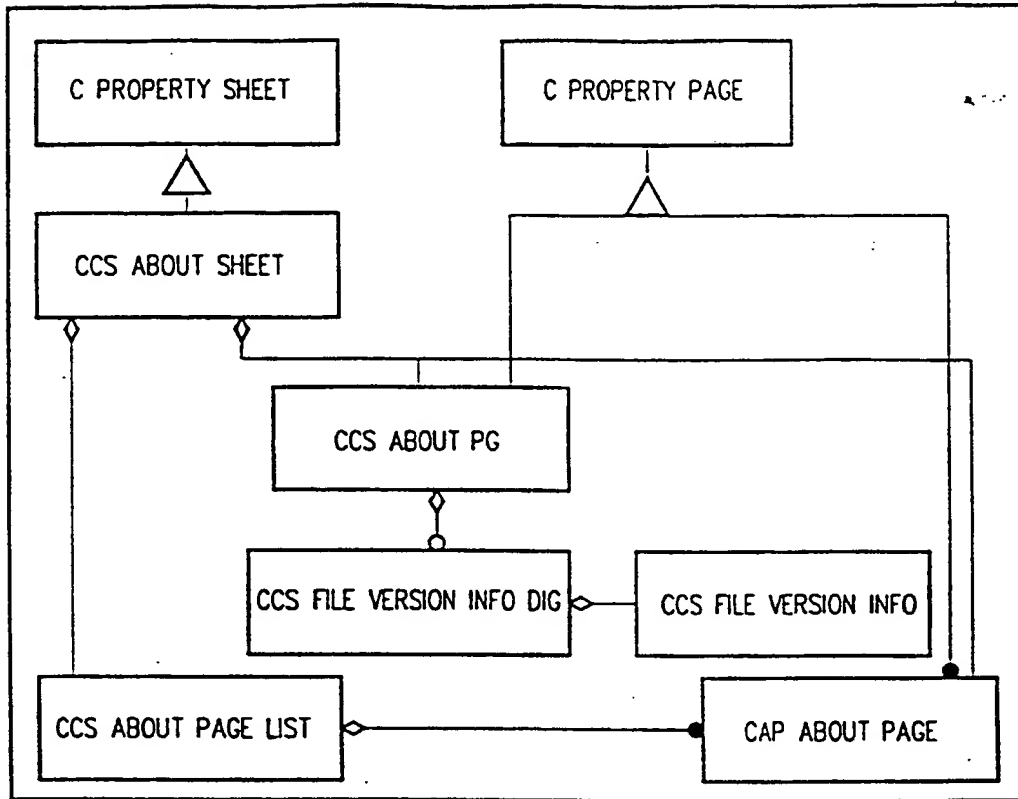 C PROPERTY SHEET
C PROPERTY PAGE
CCS ABOUT SHEET
CCS ABOUT PG
CCS FILE VERSION INFO DIG
CCS FILE VERSION INFO
CCS ABOUT PAGE LIST
CAP ABOUT PAGE